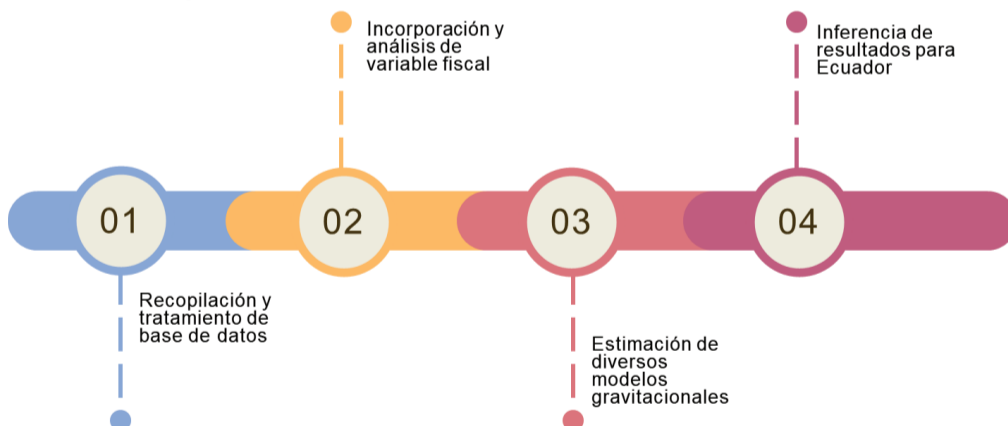 01
Recopilación y
tratamiento de
base de datos
02
Incorporación y
análisis de
variable fiscal
03
Estimación de
diversos
modelos
gravitacionales
04
Inferencia de
resultados para
Ecuador